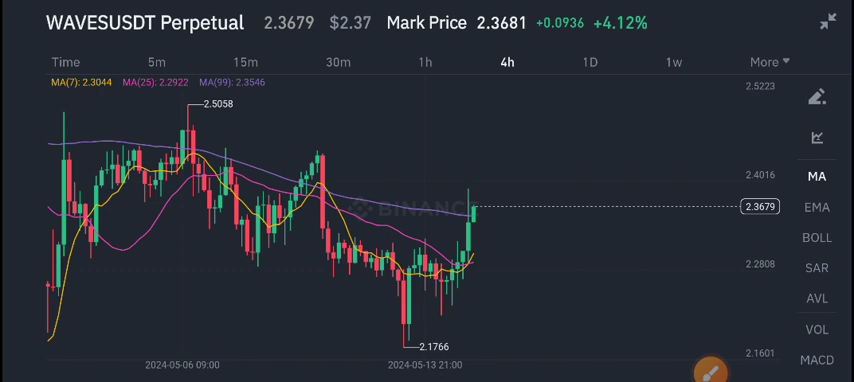 WAVESUSDT Perpetual 2.3679 $2.37 Mark Price 2.3681 +0.0936 +4.12%
Time 5m 15m 30m 1h 4h 1D 1w More
MA(7): 2.3044 MA(25): 2.2922 MA(99): 2.3546
2.5223
2.5058
2.4016
MA
BINANCE
2.3679
EMA
BOLL
2.2808
SAR
AVL
VOL
2.1766
2.1601
MACD
2024-05-06 09:00 2024-05-13 21:00